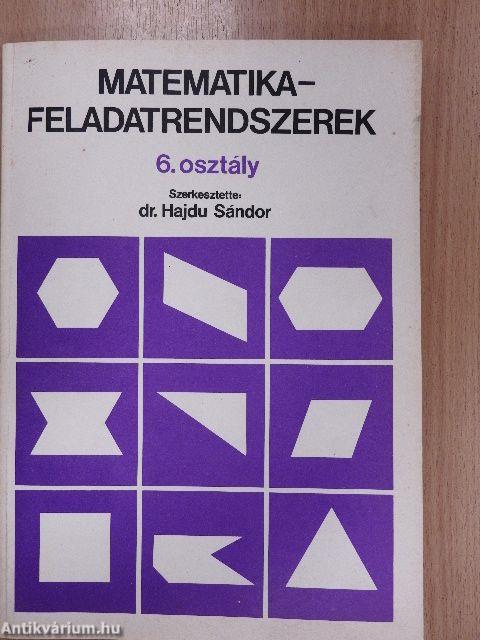 MATEMATIKA–
FELADATRENDSZEREK
6. osztály
Szerkesztette:
dr. Hajdu Sándor
Antikvárium.hu